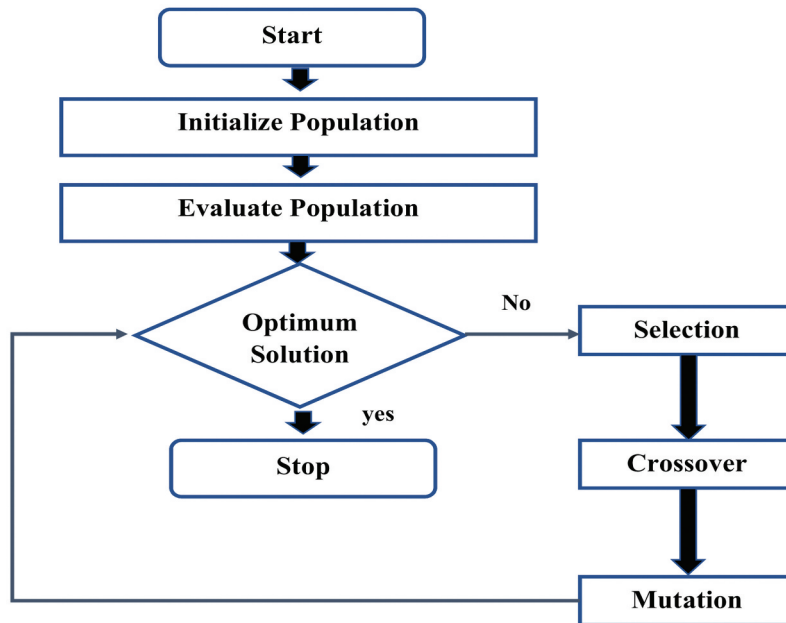 Start
Initialize Population
Evaluate Population
Optimum
Solution
No
Selection
yes
Stop
Crossover
Mutation